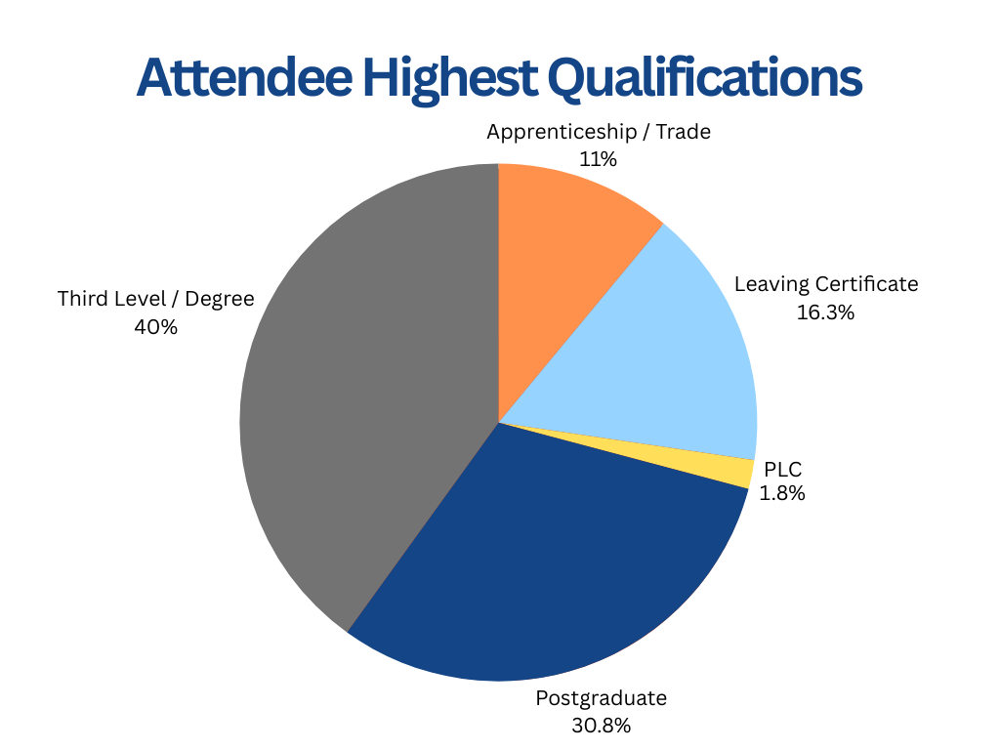 Attendee Highest Qualifications
Apprenticeship / Trade
11%
Leaving Certificate
16.3%
Third Level / Degree
40%
PLC
1.8%
Postgraduate
30.8%